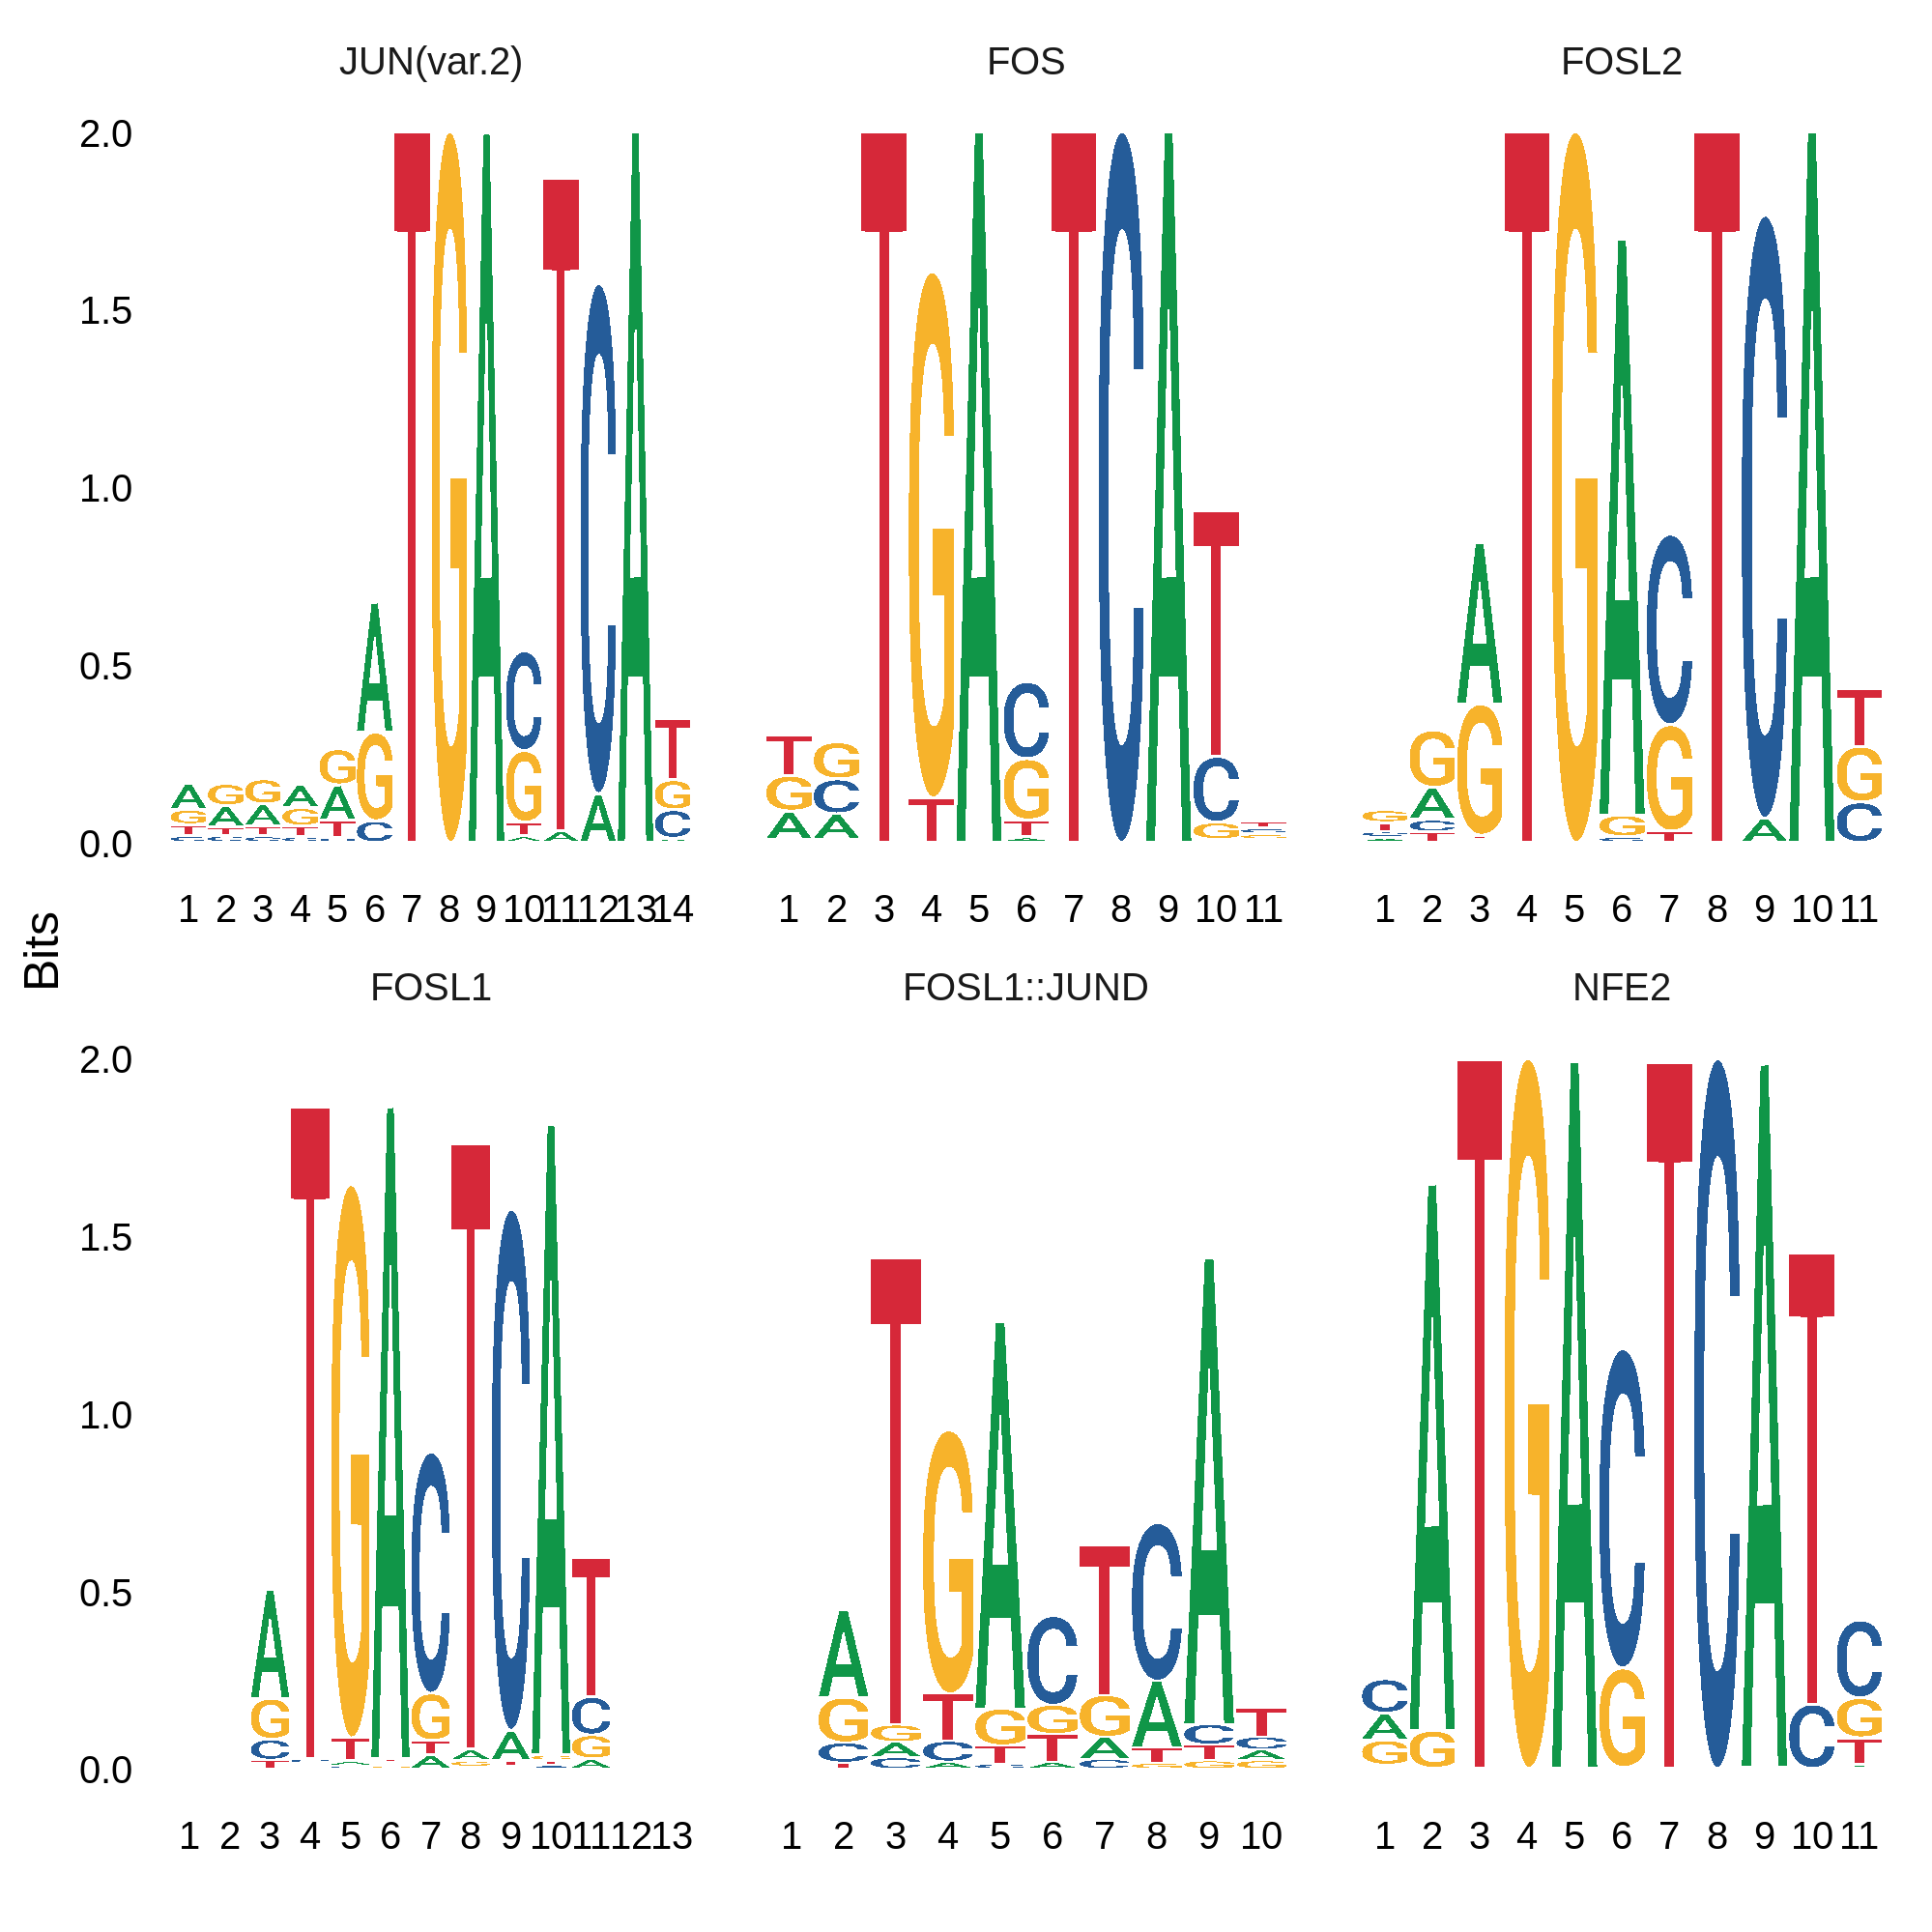 JUN(var.2) FOS FOSL2
2.0
1.5
1.0
0.5
0.0
1 2 3 4 5 6 7 8 9 10 11 12 13 14
1 2 3 4 5 6 7 8 9 10 11
1 2 3 4 5 6 7 8 9 10 11
Bits
FOSL1 FOSL1::JUND NFE2
2.0
1.5
1.0
0.5
0.0
1 2 3 4 5 6 7 8 9 10 11 12 13
1 2 3 4 5 6 7 8 9 10
1 2 3 4 5 6 7 8 9 10 11